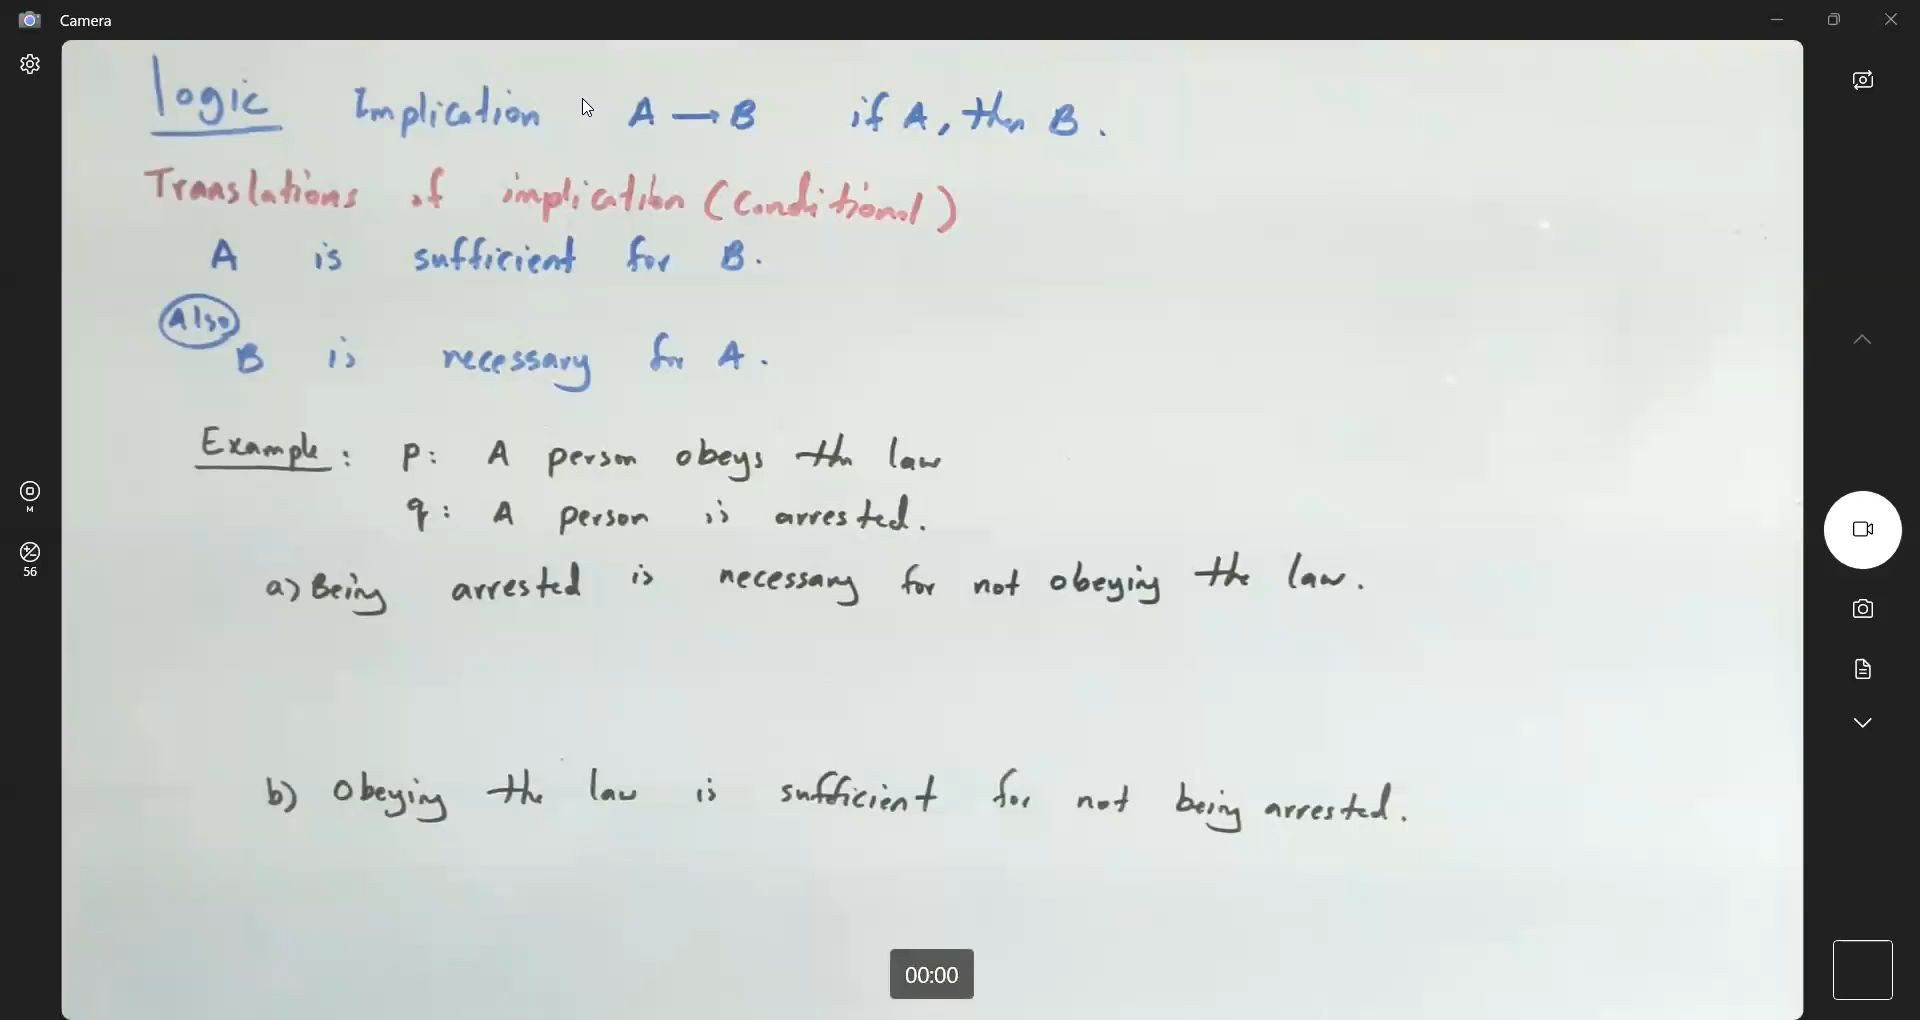 Camera
logic Implication A → B if A, then B.
Translations of implication (conditional)
A is sufficient for B.
Also
B is necessary for A.
Example: p: A person obeys the law
q: A person is arrested.
a) Being arrested is necessary for not obeying the law.
b) Obeying the law is sufficient for not being arrested.
M
56
00:00